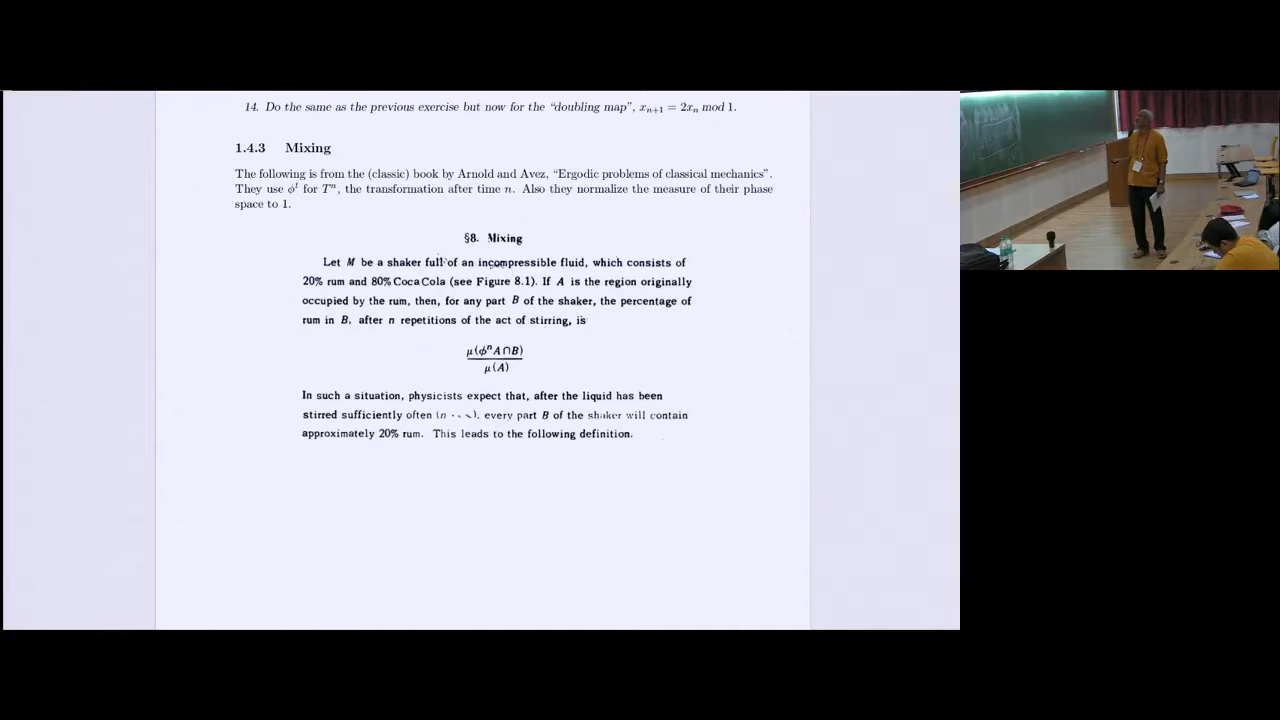 14. Do the same as the previous exercise but now for the “doubling map”, xₙ₊₁ = 2xₙ mod 1.
1.4.3 Mixing
The following is from the (classic) book by Arnold and Avez, “Ergodic problems of classical mechanics”.
They use ϕᵗ for Tⁿ, the transformation after time n. Also they normalize the measure of their phase
space to 1.
§8. Mixing
Let M be a shaker full of an incompressible fluid, which consists of
20% rum and 80% Coca Cola (see Figure 8.1). If A is the region originally
occupied by the rum, then, for any part B of the shaker, the percentage of
rum in B, after n repetitions of the act of stirring, is
μ(ϕⁿA∩B)
μ(A)
In such a situation, physicists expect that, after the liquid has been
stirred sufficiently often (n), every part B of the shaker will contain
approximately 20% rum. This leads to the following definition.